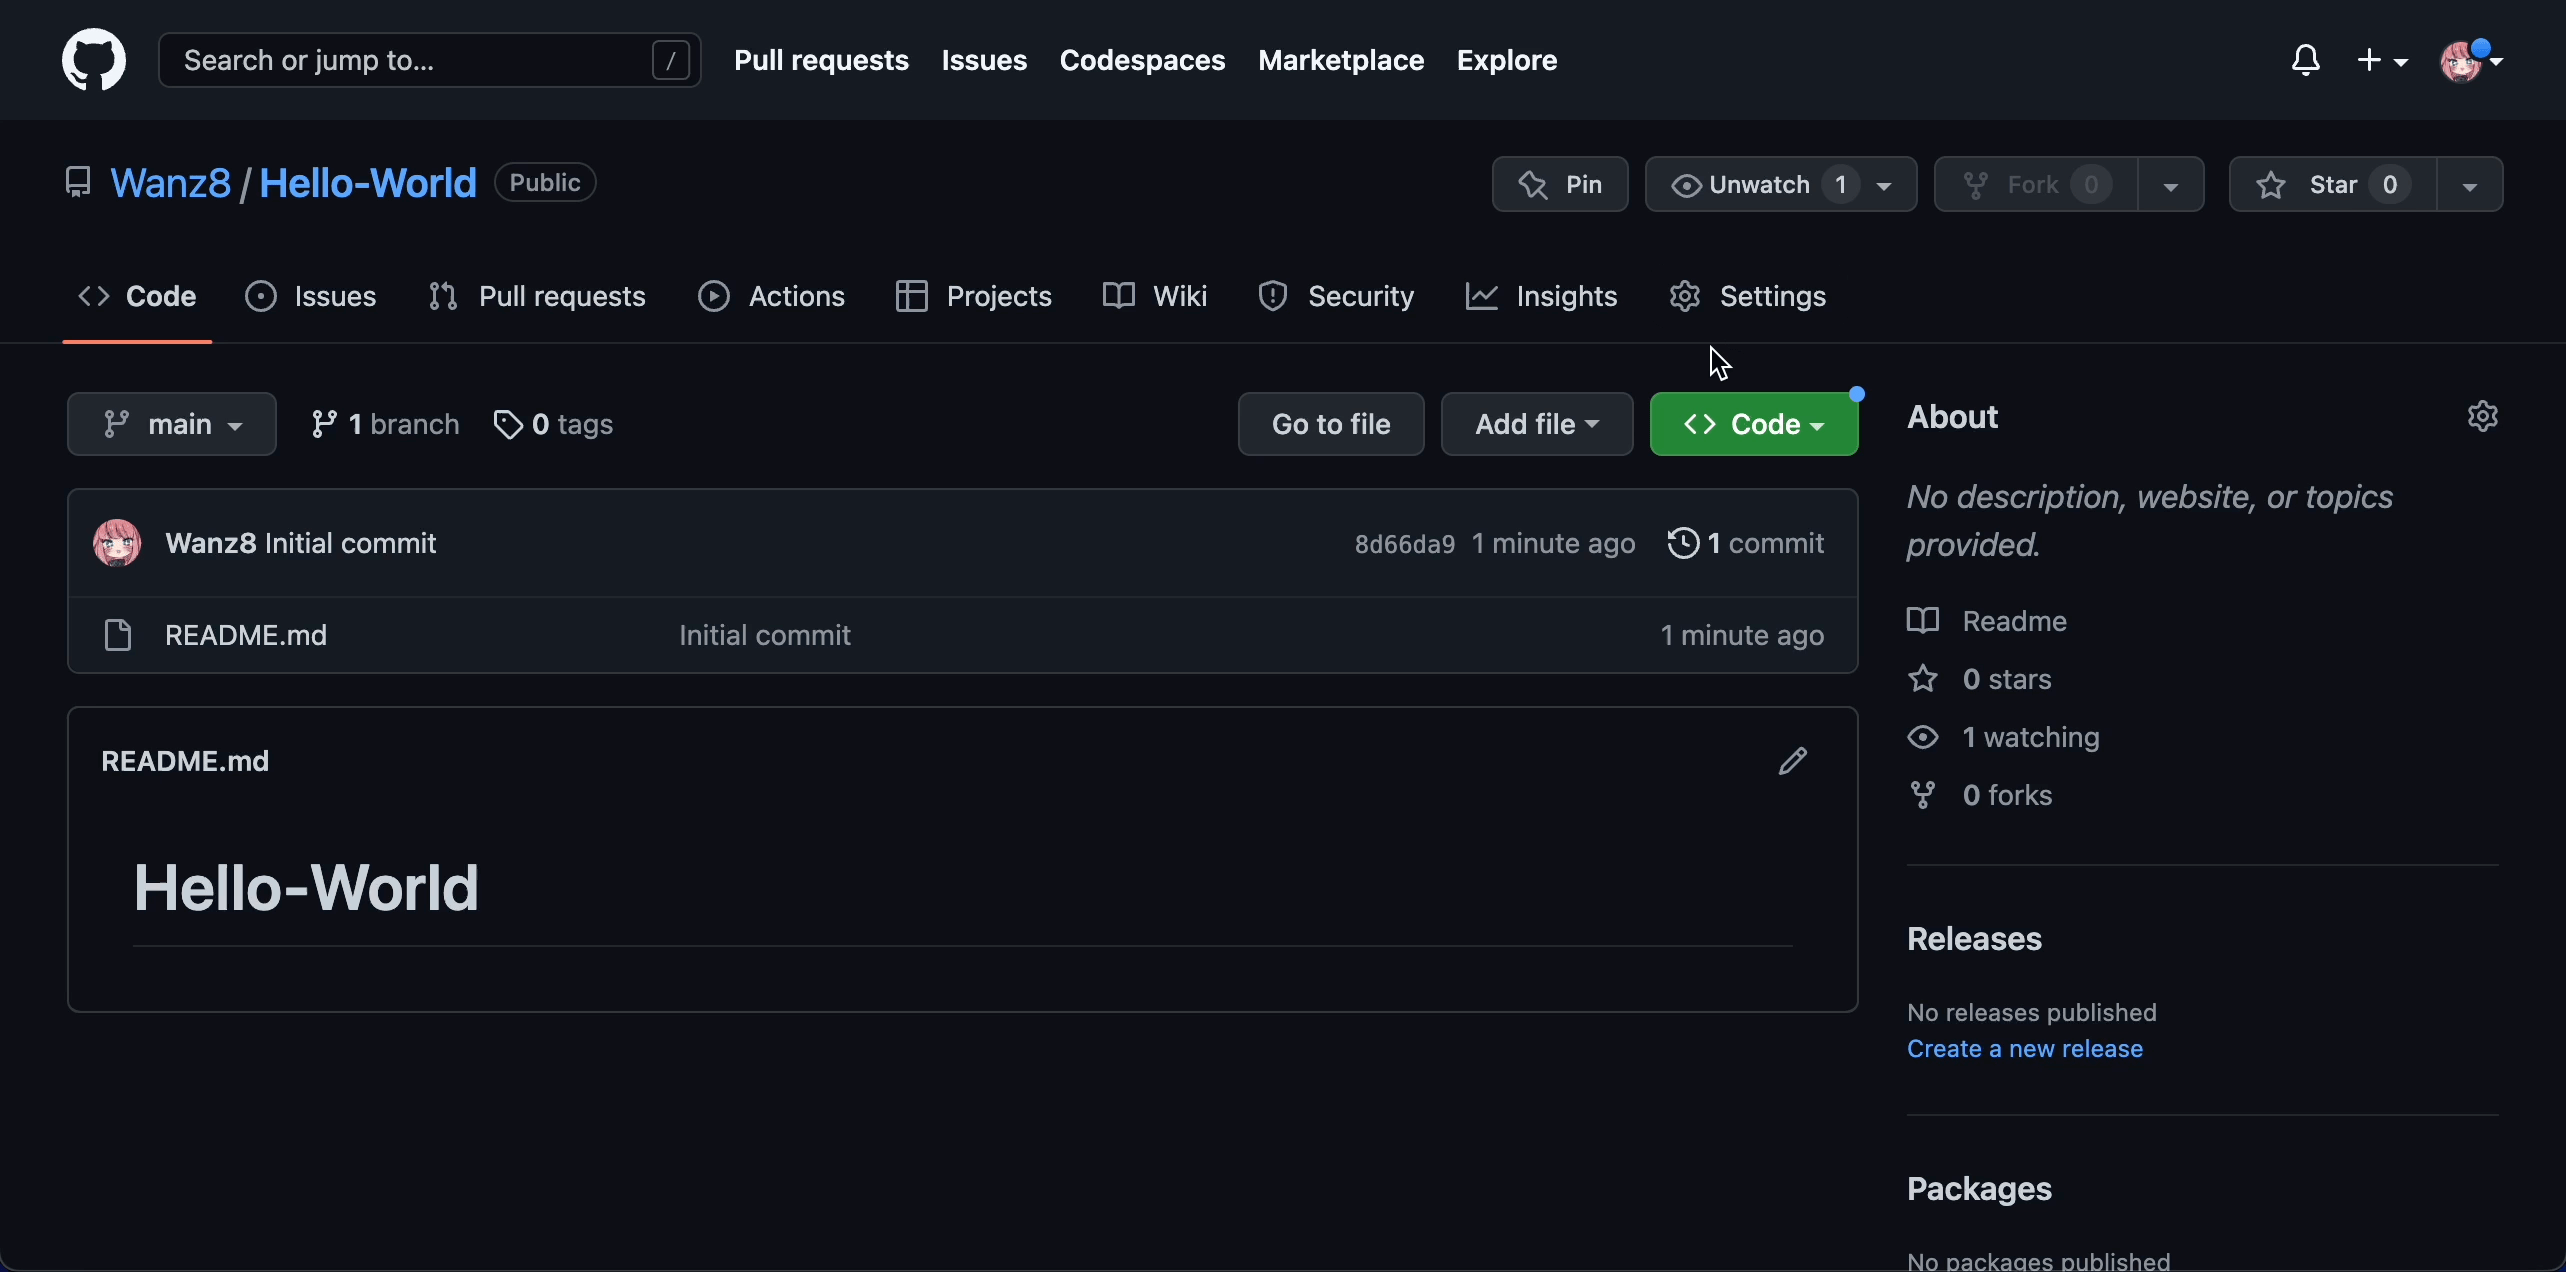 Search or jump to... / Pull requests Issues Codespaces Marketplace Explore
Wanz8 / Hello-World Public Pin Unwatch 1 Fork 0 Star 0
Code Issues Pull requests Actions Projects Wiki Security Insights Settings
main 1 branch 0 tags Go to file Add file Code
Wanz8 Initial commit 8d66da9 1 minute ago 1 commit
README.md Initial commit 1 minute ago
README.md
Hello-World
About
No description, website, or topics
provided.
Readme
0 stars
1 watching
0 forks
Releases
No releases published
Create a new release
Packages
No packages published